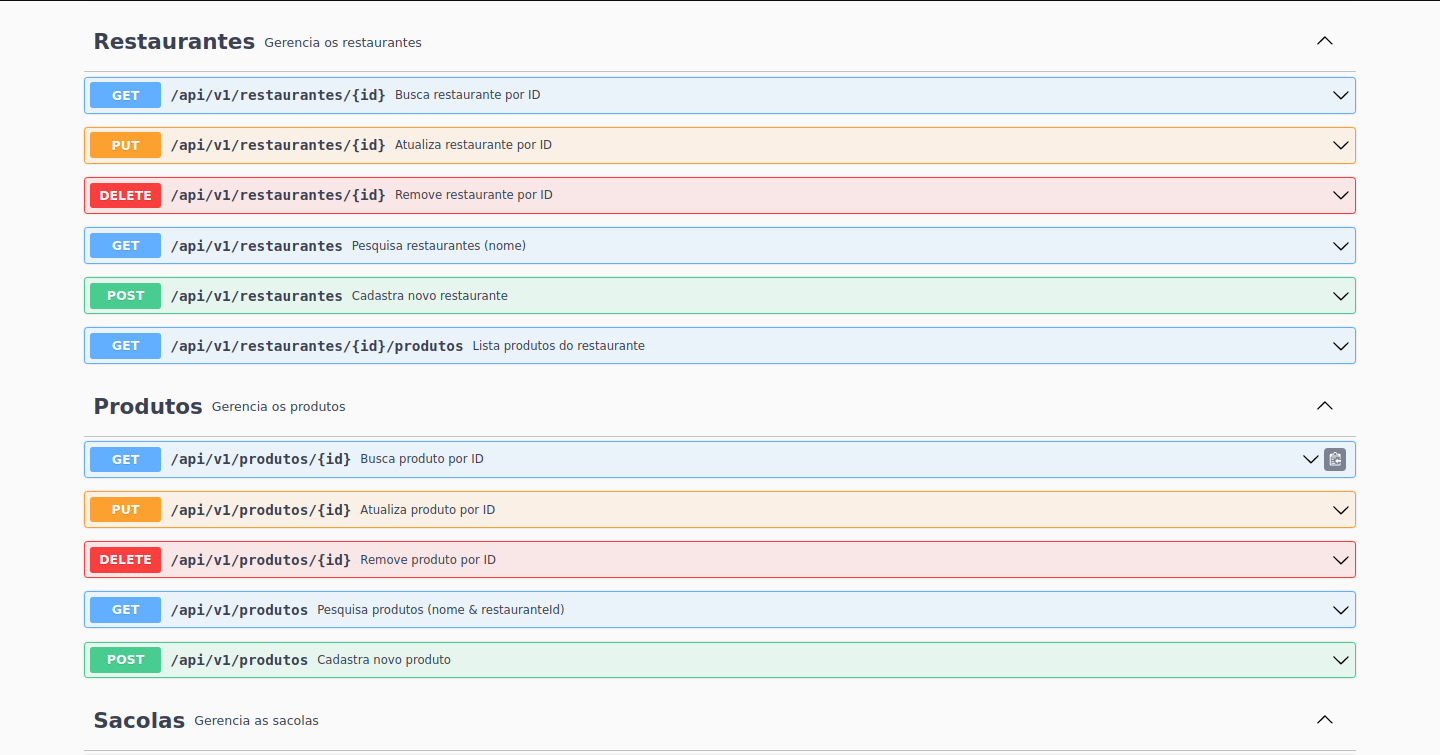 Restaurantes Gerencia os restaurantes
GET /api/v1/restaurantes/{id} Busca restaurante por ID
PUT /api/v1/restaurantes/{id} Atualiza restaurante por ID
DELETE /api/v1/restaurantes/{id} Remove restaurante por ID
GET /api/v1/restaurantes Pesquisa restaurantes (nome)
POST /api/v1/restaurantes Cadastra novo restaurante
GET /api/v1/restaurantes/{id}/produtos Lista produtos do restaurante
Produtos Gerencia os produtos
GET /api/v1/produtos/{id} Busca produto por ID
PUT /api/v1/produtos/{id} Atualiza produto por ID
DELETE /api/v1/produtos/{id} Remove produto por ID
GET /api/v1/produtos Pesquisa produtos (nome & restauranteId)
POST /api/v1/produtos Cadastra novo produto
Sacolas Gerencia as sacolas